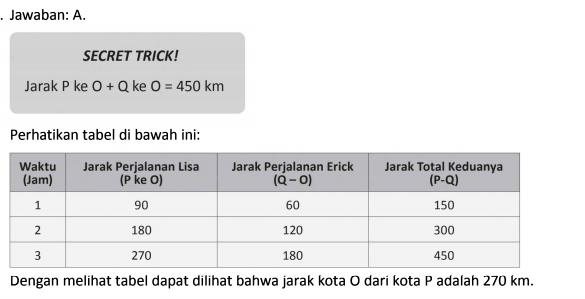 . Jawaban: A.
SECRET TRICK!
Jarak P ke O + Q ke O = 450 km
Perhatikan tabel di bawah ini:
Waktu (Jam) Jarak Perjalanan Lisa (P ke O) Jarak Perjalanan Erick (Q – O) Jarak Total Keduanya (P-Q)
1 90 60 150
2 180 120 300
3 270 180 450
Dengan melihat tabel dapat dilihat bahwa jarak kota O dari kota P adalah 270 km.